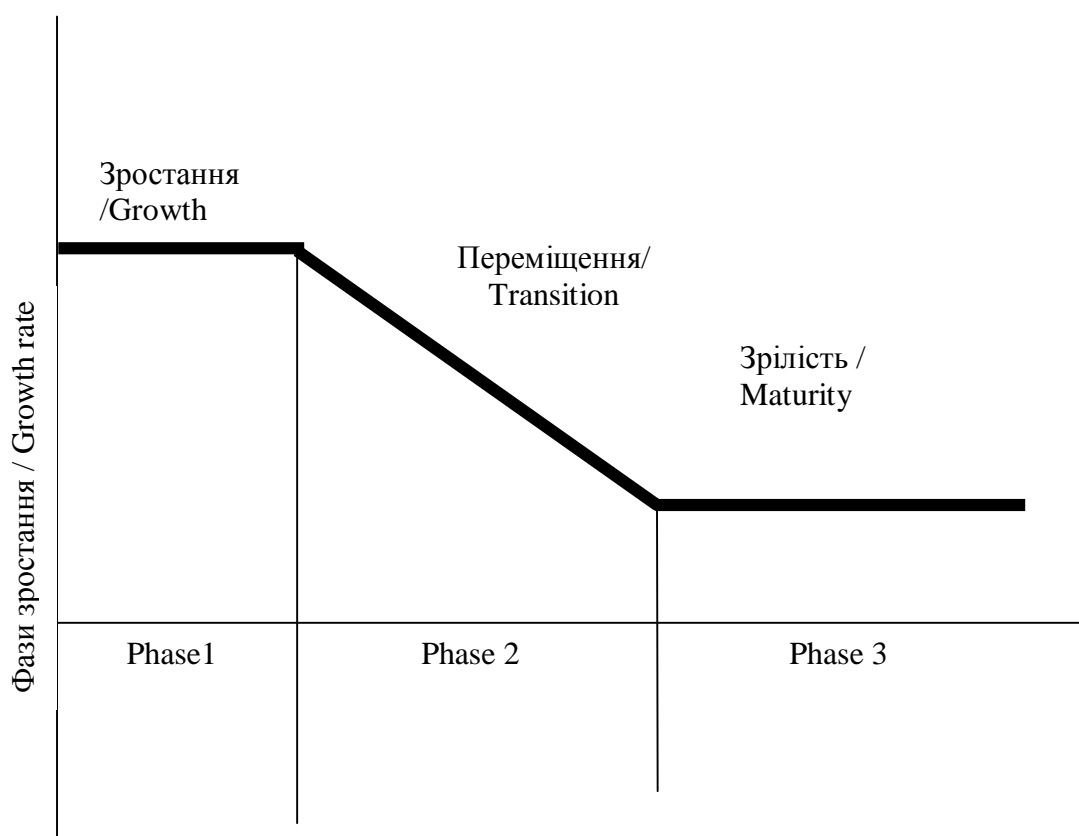 Зростання
/Growth
Переміщення/
Transition
Зрілість /
Maturity
Фази зростання / Growth rate
Phase1
Phase 2
Phase 3